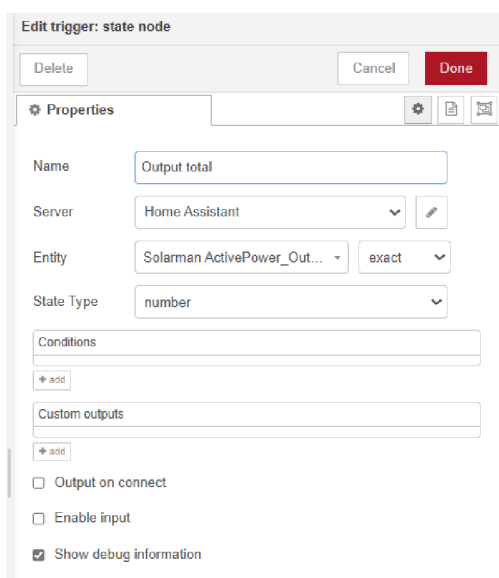 Edit trigger: state node
Delete Cancel Done
Properties
Name Output total
Server Home Assistant
Entity Solarman ActivePower_Out... exact
State Type number
Conditions
+ add
Custom outputs
+ add
Output on connect
Enable input
Show debug information